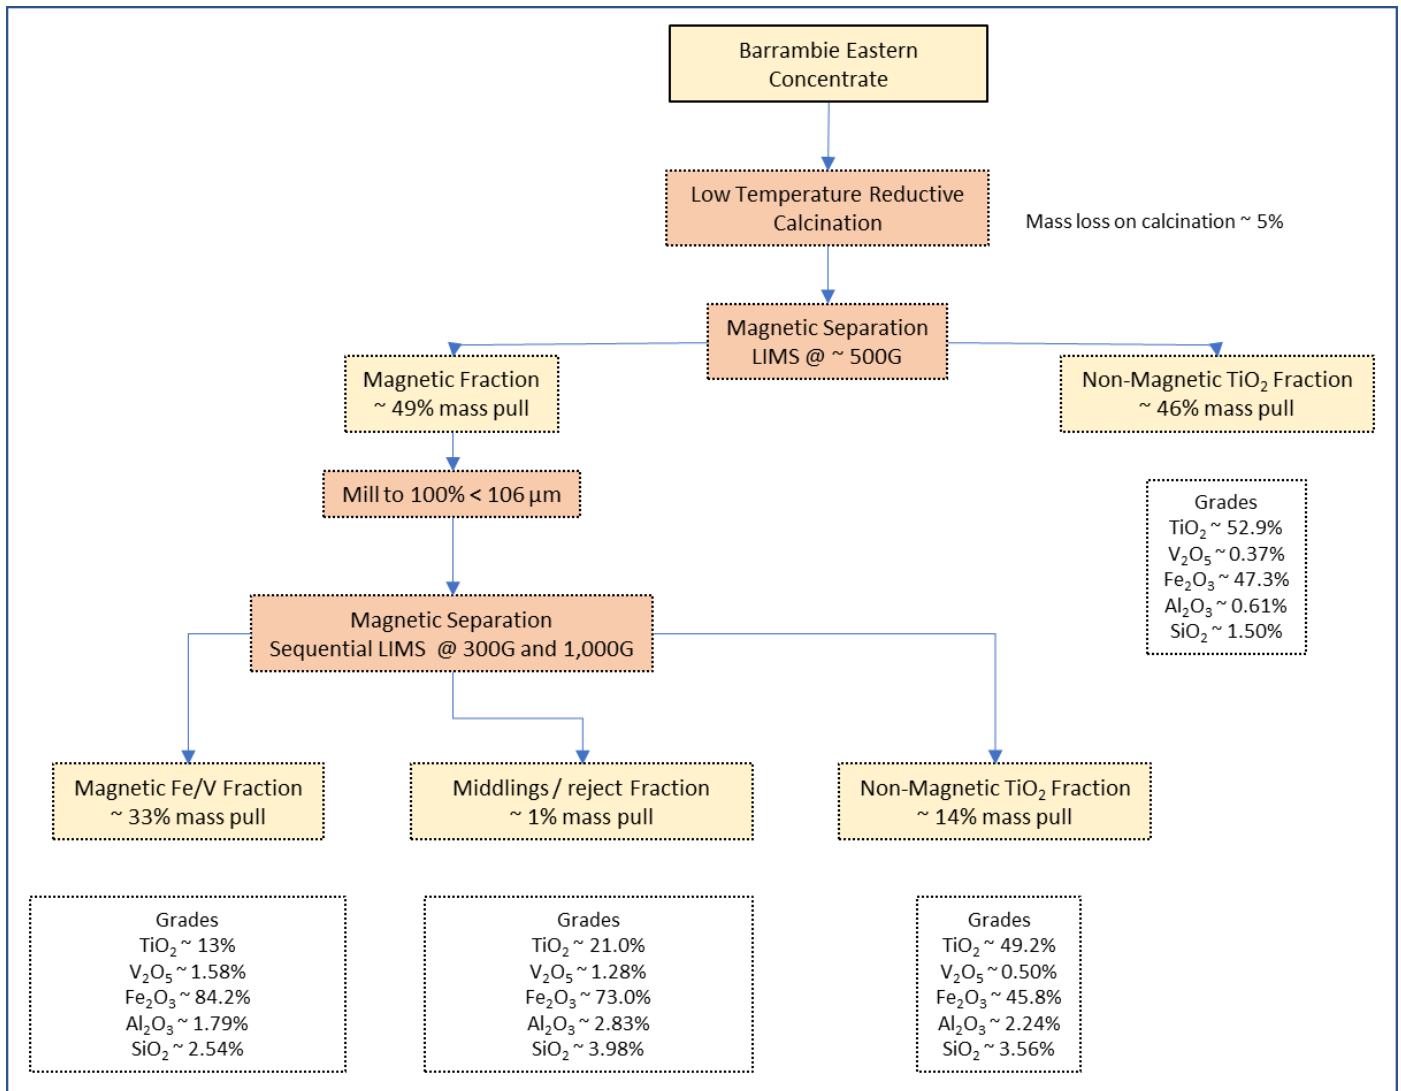 Barrambie Eastern
Concentrate
Low Temperature Reductive
Calcination
Mass loss on calcination ~ 5%
Magnetic Separation
LIMS @ ~ 500G
Magnetic Fraction
~ 49% mass pull
Non-Magnetic TiO₂ Fraction
~ 46% mass pull
Mill to 100% < 106 µm
Grades
TiO₂ ~ 52.9%
V₂O₅ ~ 0.37%
Fe₂O₃ ~ 47.3%
Al₂O₃ ~ 0.61%
SiO₂ ~ 1.50%
Magnetic Separation
Sequential LIMS @ 300G and 1,000G
Magnetic Fe/V Fraction
~ 33% mass pull
Middlings / reject Fraction
~ 1% mass pull
Non-Magnetic TiO₂ Fraction
~ 14% mass pull
Grades
TiO₂ ~ 13%
V₂O₅ ~ 1.58%
Fe₂O₃ ~ 84.2%
Al₂O₃ ~ 1.79%
SiO₂ ~ 2.54%
Grades
TiO₂ ~ 21.0%
V₂O₅ ~ 1.28%
Fe₂O₃ ~ 73.0%
Al₂O₃ ~ 2.83%
SiO₂ ~ 3.98%
Grades
TiO₂ ~ 49.2%
V₂O₅ ~ 0.50%
Fe₂O₃ ~ 45.8%
Al₂O₃ ~ 2.24%
SiO₂ ~ 3.56%